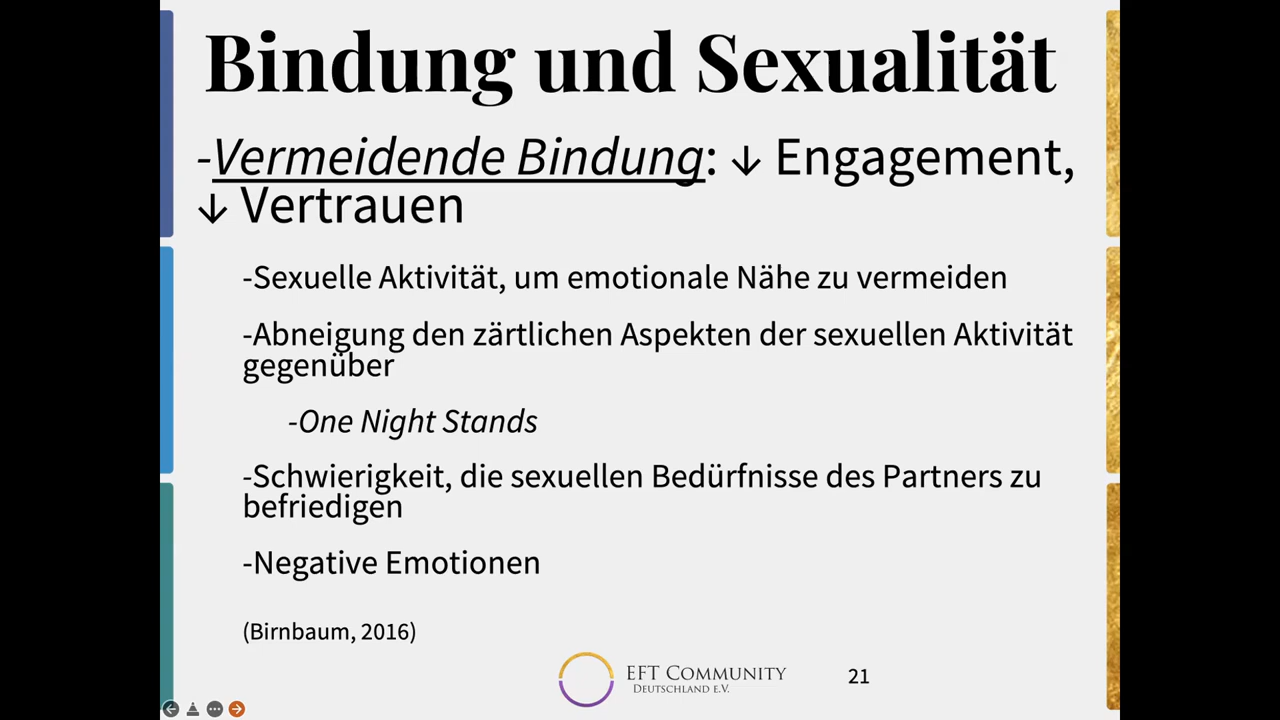 Bindung und Sexualität
-Vermeidende Bindung: ↓ Engagement,
↓ Vertrauen
-Sexuelle Aktivität, um emotionale Nähe zu vermeiden
-Abneigung den zärtlichen Aspekten der sexuellen Aktivität
gegenüber
-One Night Stands
-Schwierigkeit, die sexuellen Bedürfnisse des Partners zu
befriedigen
-Negative Emotionen
(Birnbaum, 2016)
EFT Community
Deutschland e.V.
21